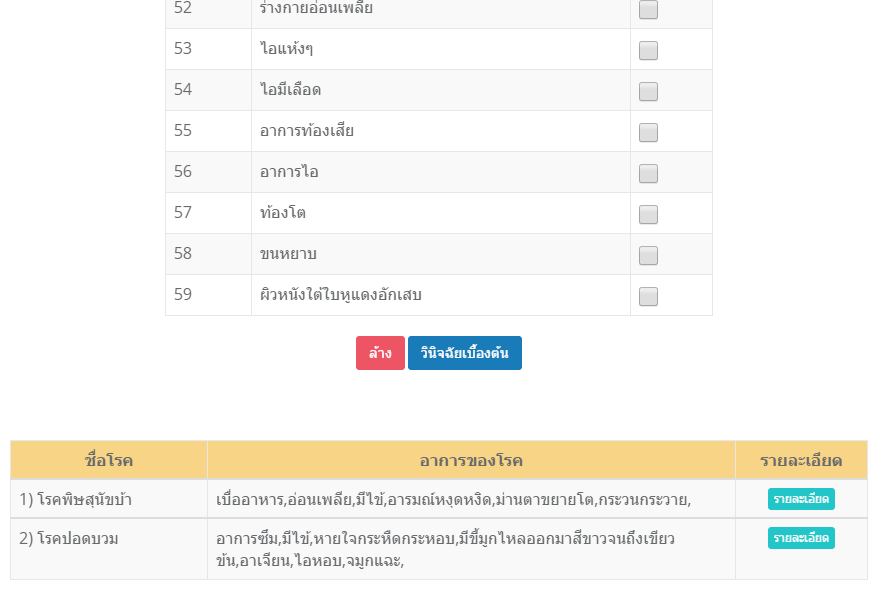 52 ร่างกายอ่อนเพลีย
53 ไอแห้งๆ
54 ไอมีเลือด
55 อาการท้องเสีย
56 อาการไอ
57 ท้องโต
58 ขนหยาบ
59 ผิวหนังใต้ใบหูแดงอักเสบ
ล้าง วินิจฉัยเบื้องต้น
ชื่อโรค อาการของโรค รายละเอียด
1) โรคพิษสุนัขบ้า เบื่ออาหาร,อ่อนเพลีย,มีไข้,อารมณ์หงุดหงิด,ม่านตาขยายโต,กระวนกระวาย, รายละเอียด
2) โรคปอดบวม อาการซึม,มีไข้,หายใจกระหืดกระหอบ,มีขี้มูกไหลออกมาสีขาวจนถึงเขียว รายละเอียด
ข้น,อาเจียน,ไอหอบ,จมูกแฉะ,